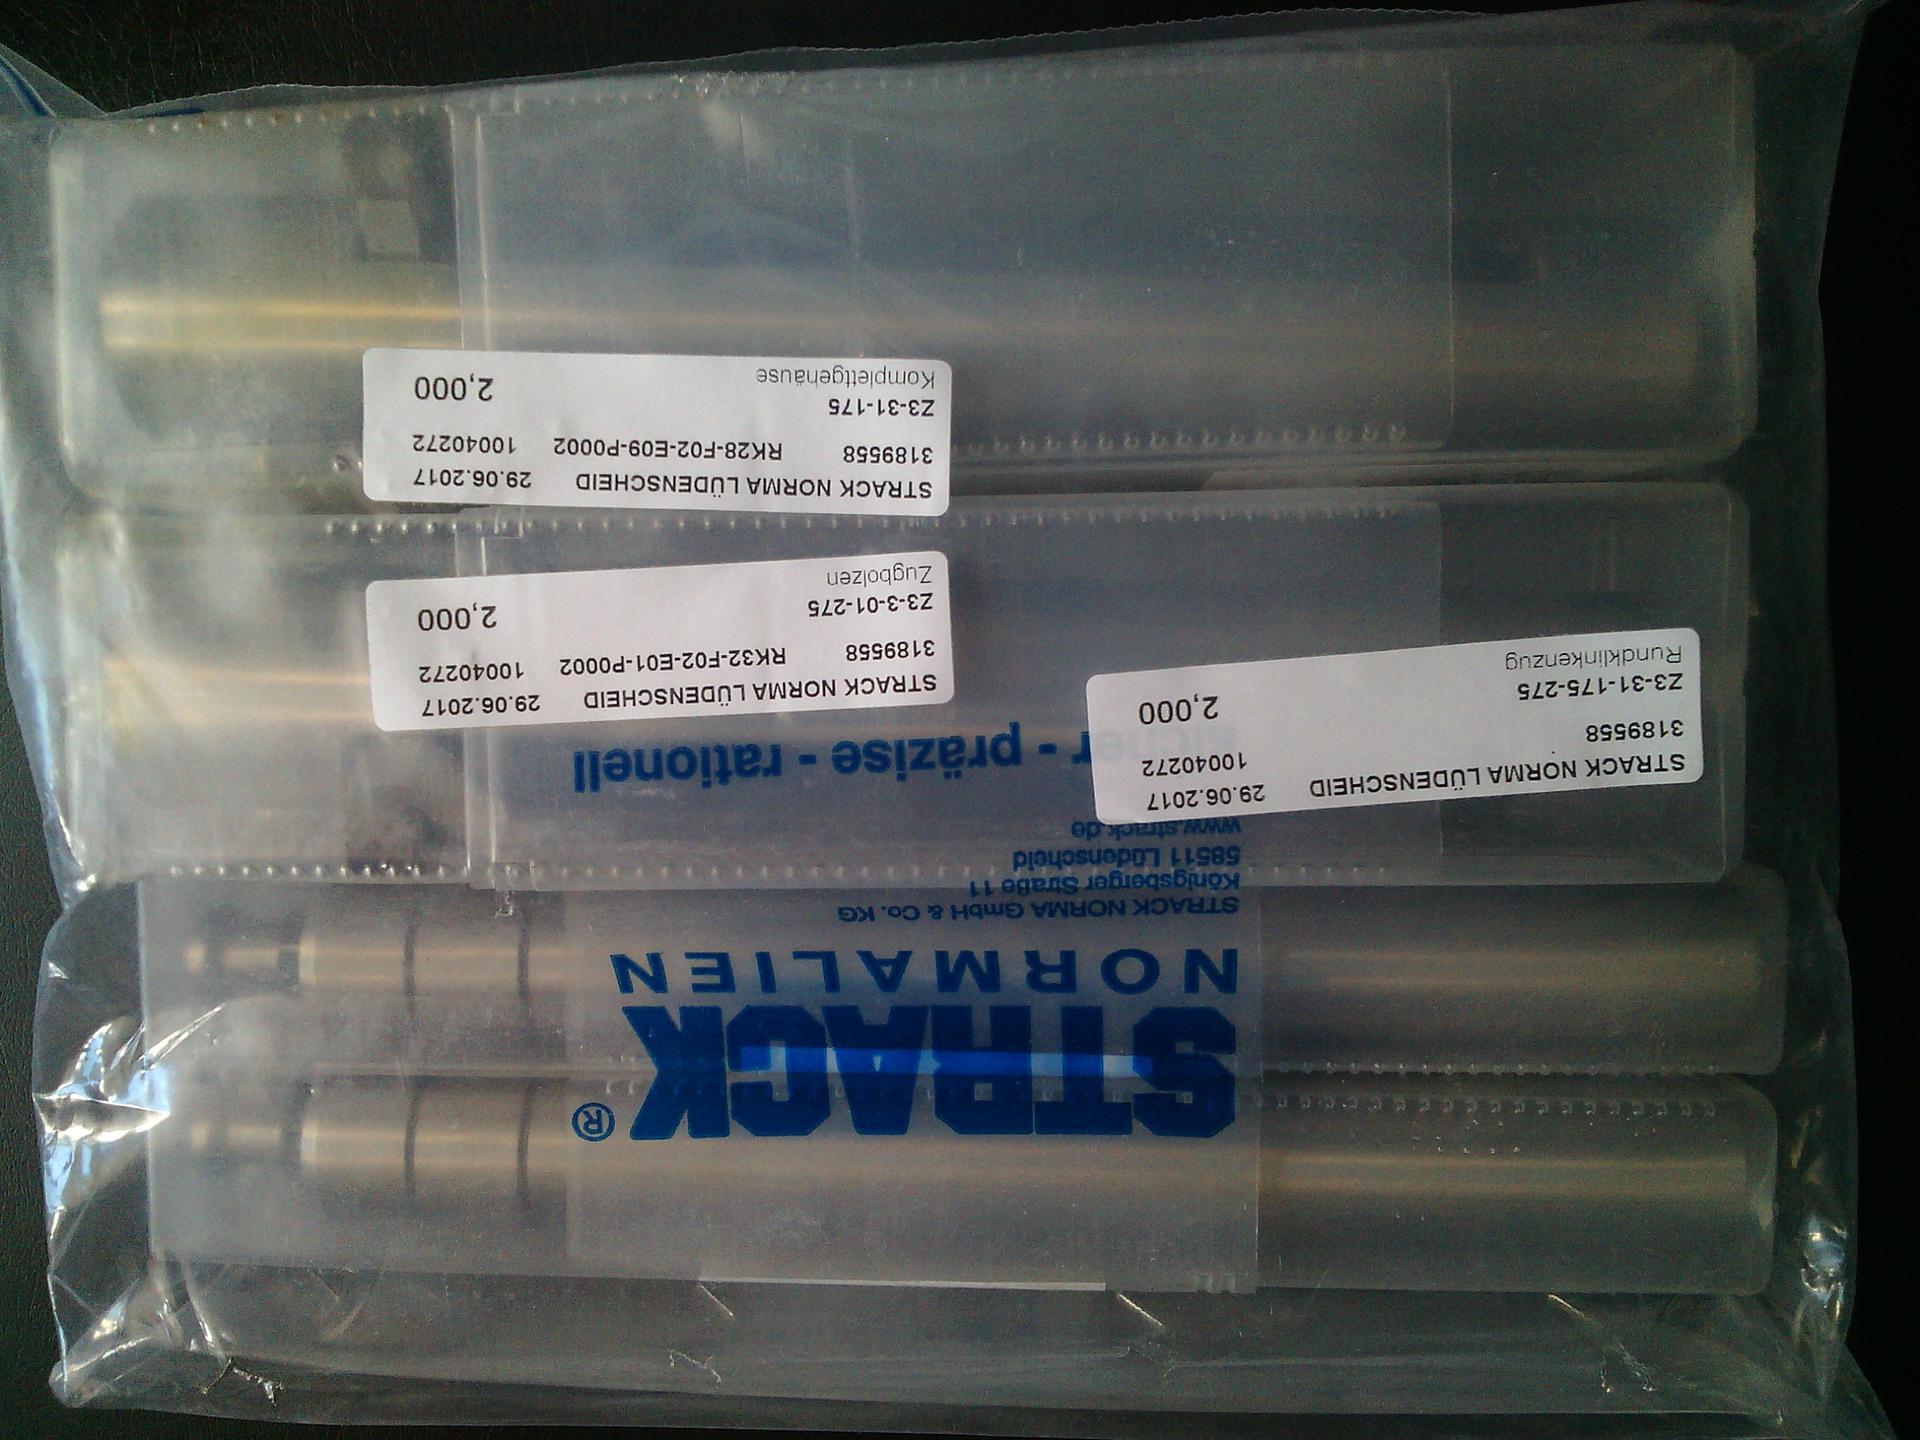 STRACK®
NORMALIEN
STRACK NORMA GmbH & Co. KG
Königsberger Straße 11
58511 Lüdenscheid
www.strack.de
- präzise - rationell
STRACK NORMA LÜDENSCHEID 29.06.2017
3189558 10040272
Z3-31-175-275 2,000
Rundklinkenzug
STRACK NORMA LÜDENSCHEID 29.06.2017
3189558 RK32-F02-E01-P0002 10040272
Z3-3-01-275 2,000
Zugbolzen
STRACK NORMA LÜDENSCHEID 29.06.2017
3189558 RK28-F02-E09-P0002 10040272
Z3-31-175 2,000
Komplettgehäuse